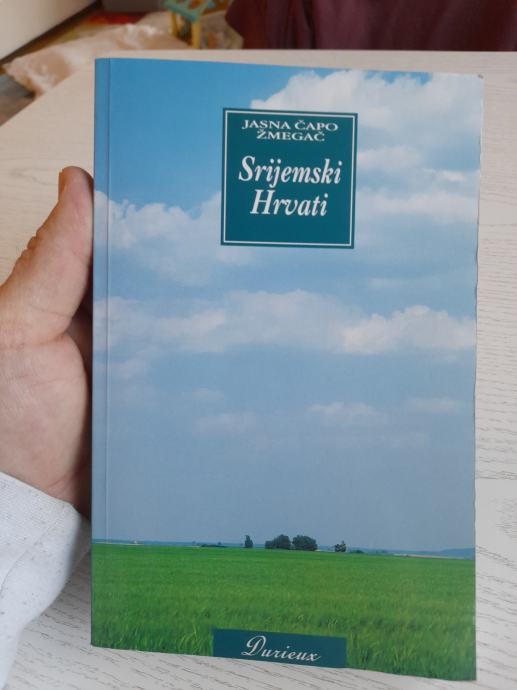 JASNA ČAPO
ŽMEGAČ
Srijemski
Hrvati
Durieux